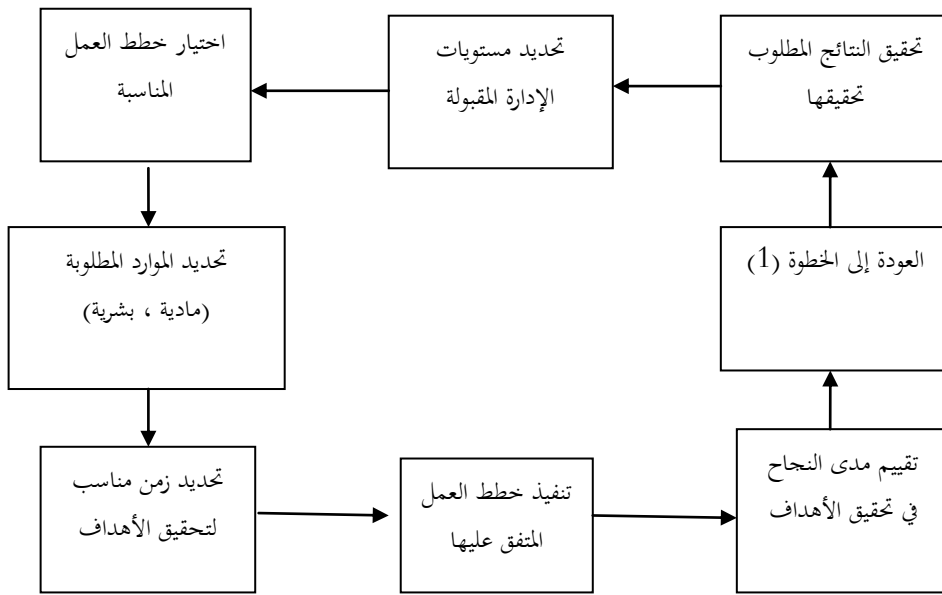 تحقيق النتائج المطلوب
تحقيقها
تحديد مستويات
الإدارة المقبولة
اختيار خطط العمل
المناسبة
تحديد الموارد المطلوبة
(مادية ، بشرية)
تحديد زمن مناسب
لتحقيق الأهداف
تنفيذ خطط العمل
المتفق عليها
تقييم مدى النجاح
في تحقيق الأهداف
العودة إلى الخطوة (1)